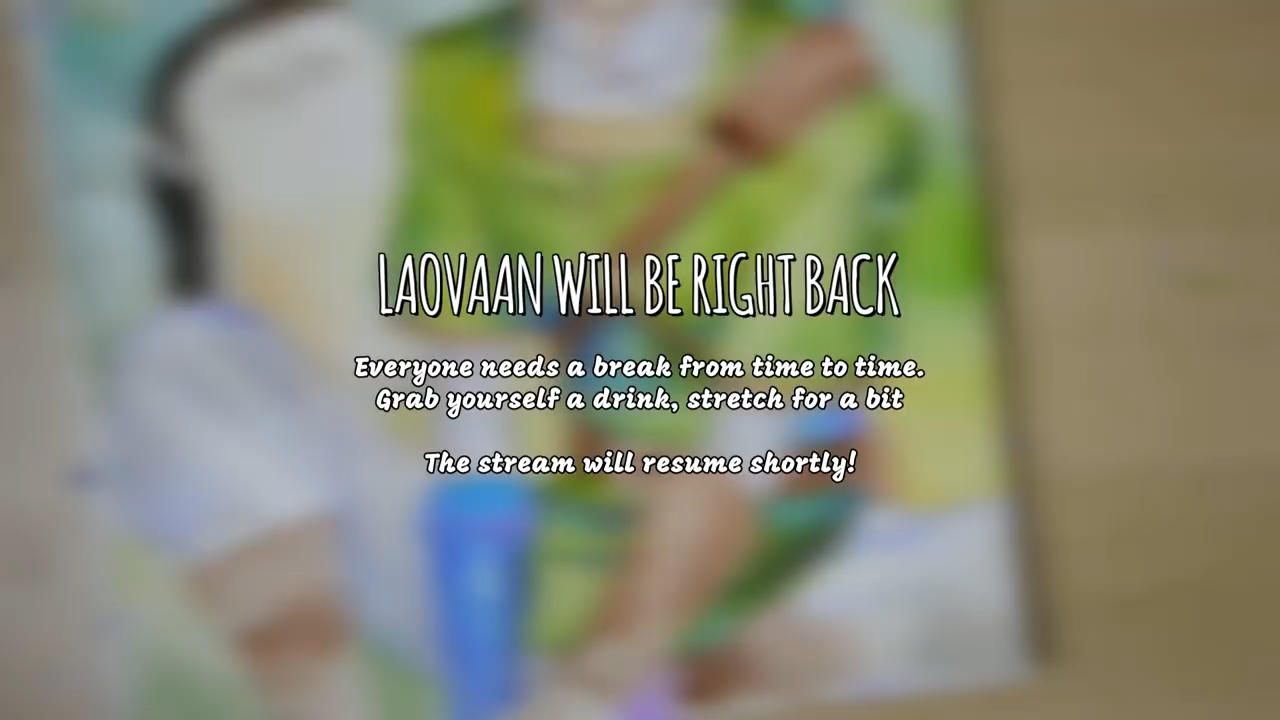 LAOVAAN WILL BE RIGHT BACK
Everyone needs a break from time to time.
Grab yourself a drink, stretch for a bit
The stream will resume shortly!